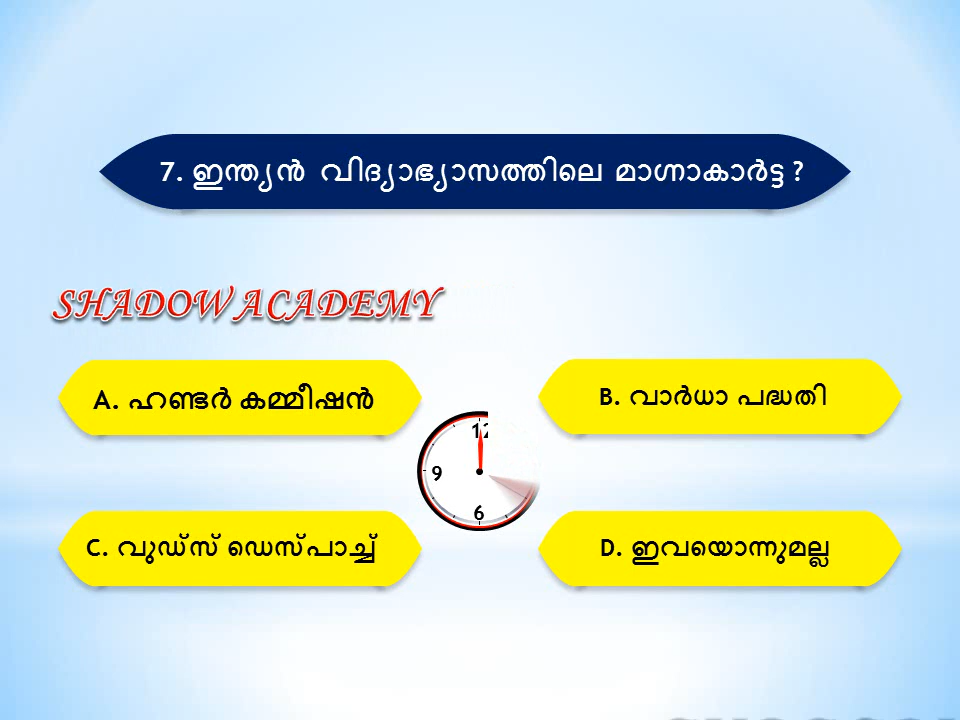 7. ഇന്ത്യൻ വിദ്യാഭ്യാസത്തിലെ മാഗ്നാകാർട്ട ?
SHADOW ACADEMY
A. ഹണ്ടർ കമ്മീഷൻ
B. വാർധാ പദ്ധതി
12
9
6
C. വുഡ്സ് ഡെസ്പാച്ച്
D. ഇവയൊന്നുമല്ല